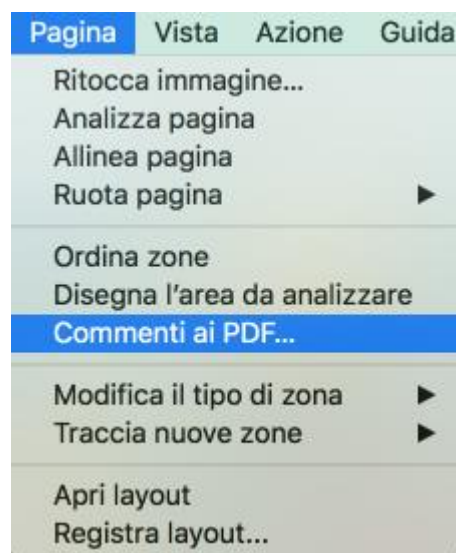 Pagina Vista Azione Guida
Ritocca immagine...
Analizza pagina
Allinea pagina
Ruota pagina
Ordina zone
Disegna l'area da analizzare
Commenti ai PDF...
Modifica il tipo di zona
Traccia nuove zone
Apri layout
Registra layout...